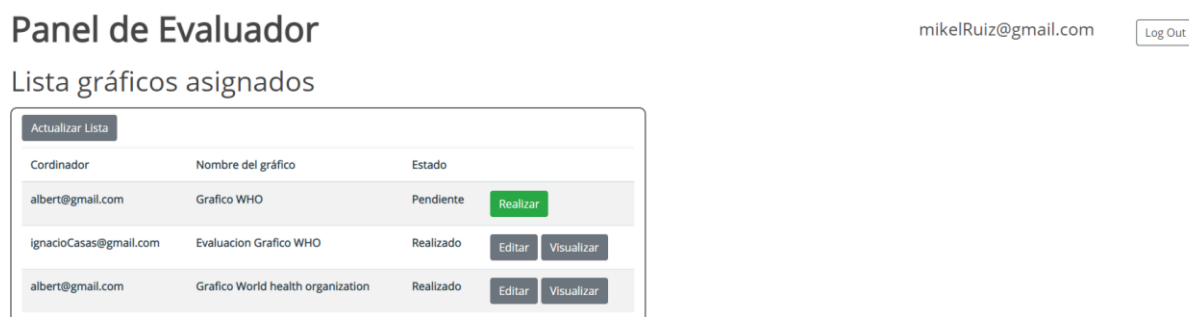 Panel de Evaluador
mikelRuiz@gmail.com
Log Out
Lista gráficos asignados
Actualizar Lista
Cordinador Nombre del gráfico Estado
albert@gmail.com Grafico WHO Pendiente Realizar
ignacioCasas@gmail.com Evaluacion Grafico WHO Realizado Editar Visualizar
albert@gmail.com Grafico World health organization Realizado Editar Visualizar